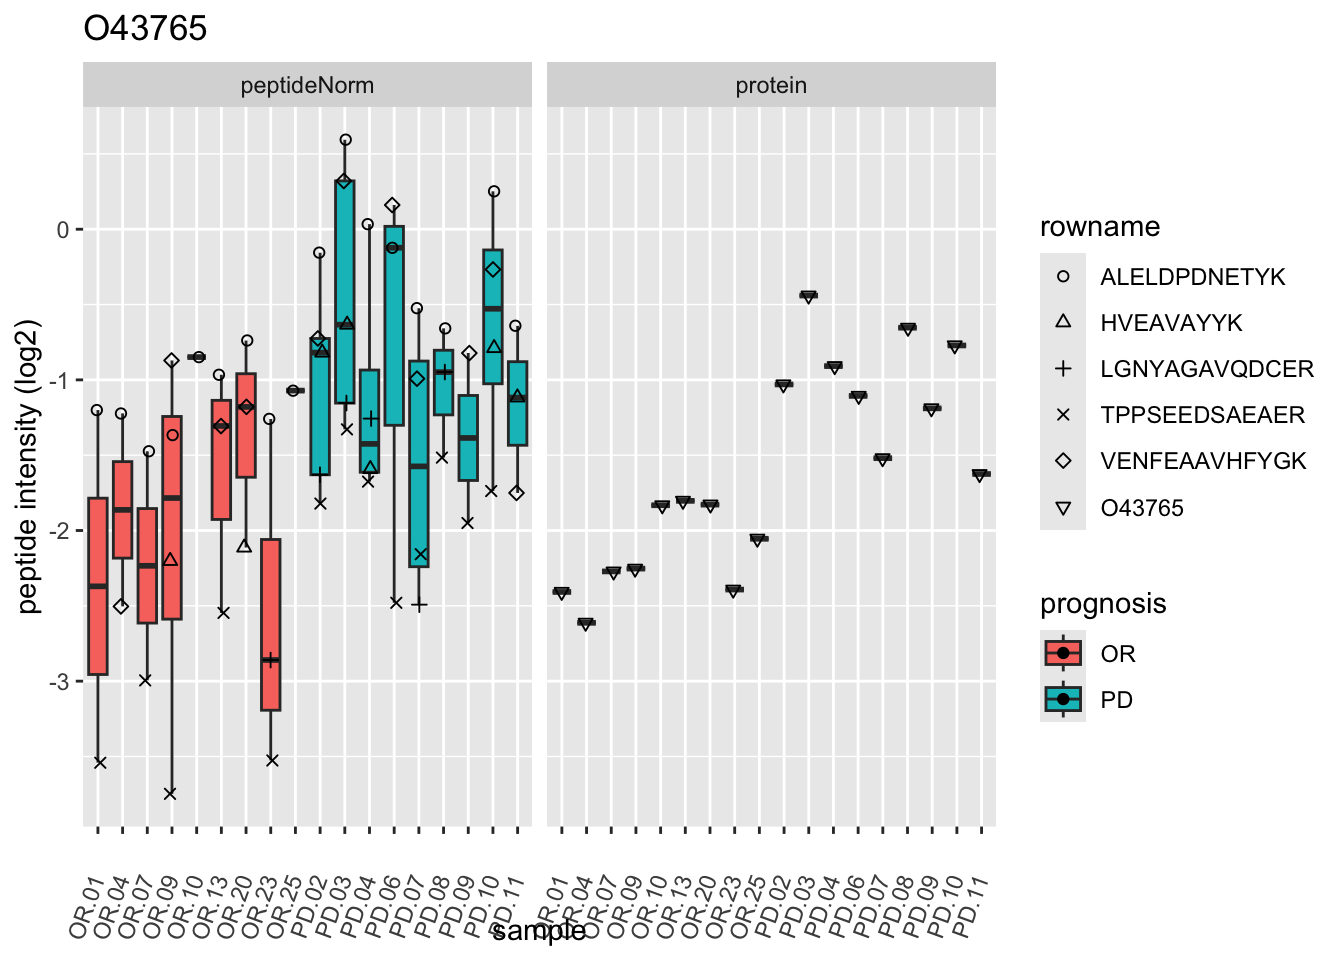 O43765
peptideNorm
protein
peptide intensity (log2)
0
-1
-2
-3
OR.01
OR.04
OR.07
OR.09
OR.10
OR.13
OR.20
OR.23
OR.25
PD.02
PD.03
PD.04
PD.06
PD.07
PD.08
PD.09
PD.10
PD.11
OR.01
OR.04
OR.07
OR.09
OR.10
OR.13
OR.20
OR.23
OR.25
PD.02
PD.03
PD.04
PD.06
PD.07
PD.08
PD.09
PD.10
PD.11
sample
rowname
ALELDPDNETYK
HVEAVAYYK
LGNYAGAVQDCER
TPPSEEDSAEAER
VENFEAAVHFYGK
O43765
prognosis
OR
PD